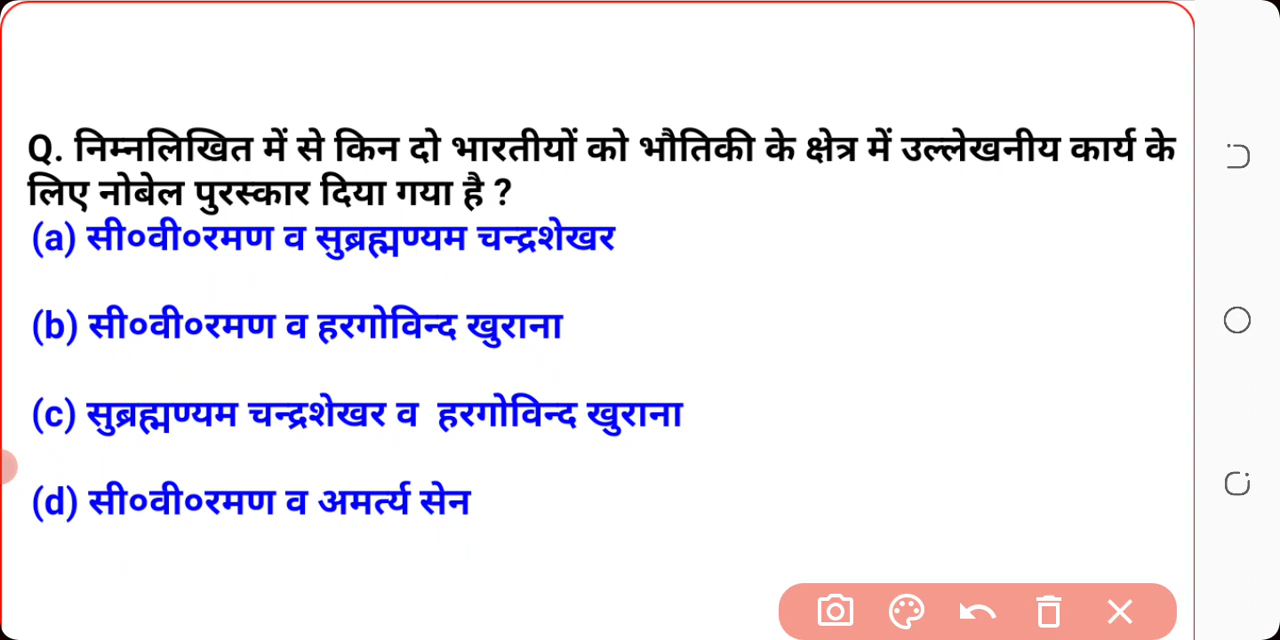 Q. निम्नलिखित में से किन दो भारतीयों को भौतिकी के क्षेत्र में उल्लेखनीय कार्य के
लिए नोबेल पुरस्कार दिया गया है ?
(a) सी०वी०रमण व सुब्रह्मण्यम चन्द्रशेखर
(b) सी०वी०रमण व हरगोविन्द खुराना
(c) सुब्रह्मण्यम चन्द्रशेखर व हरगोविन्द खुराना
(d) सी०वी०रमण व अमर्त्य सेन